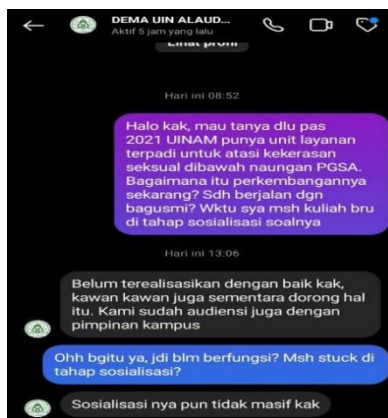 DEMA UIN ALAUD...
Aktif 5 jam yang lalu
Lihat profil
Hari ini 08:52
Halo kak, mau tanya dlu pas
2021 UINAM punya unit layanan
terpadi untuk atasi kekerasan
seksual dibawah naungan PGSA.
Bagaimana itu perkembangannya
sekarang? Sdh berjalan dgn
bagusmi? Wktu sya msh kuliah bru
di tahap sosialisasi soalnya
Hari ini 13:06
Belum terealisasikan dengan baik kak,
kawan kawan juga sementara dorong hal
itu. Kami sudah audiensi juga dengan
pimpinan kampus
Ohh bgitu ya, jdi blm berfungsi? Msh stuck di
tahap sosialisasi?
Sosialisasi nya pun tidak masif kak